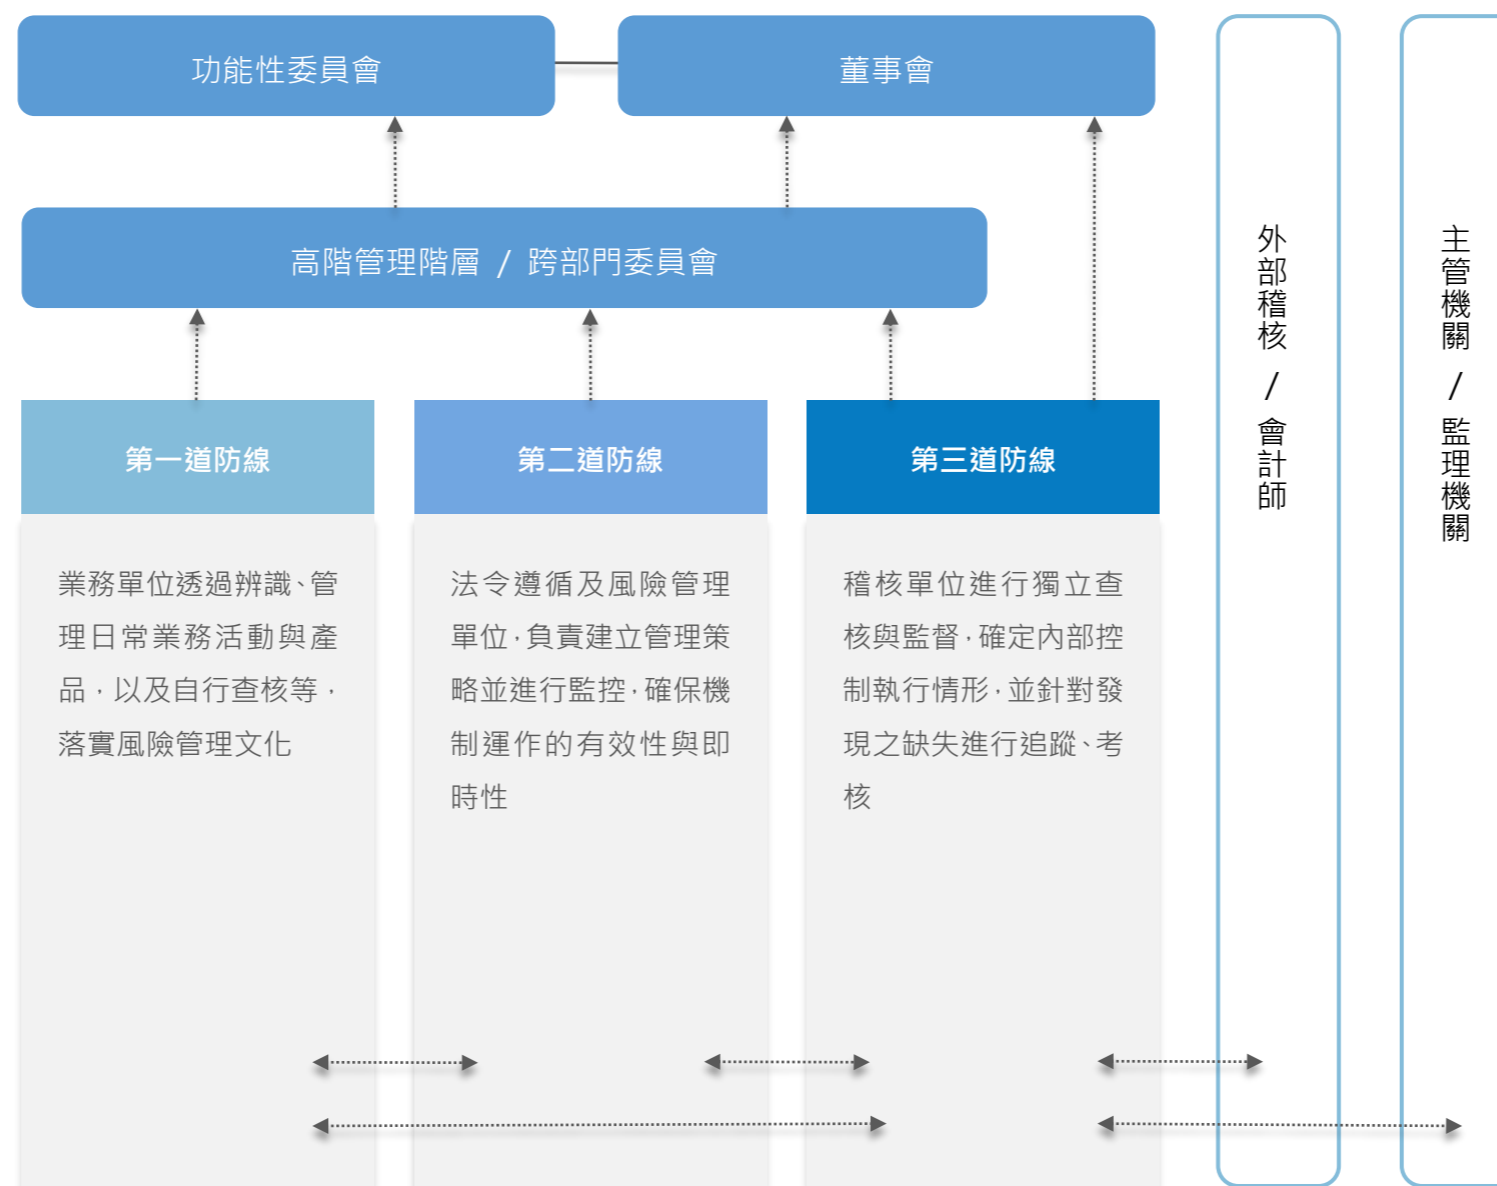 功能性委員會
董事會
高階管理階層 / 跨部門委員會
第一道防線
業務單位透過辨識、管
理日常業務活動與產
品，以及自行查核等，
落實風險管理文化
第二道防線
法令遵循及風險管理
單位，負責建立管理策
略並進行監控，確保機
制運作的有效性與即
時性
第三道防線
稽核單位進行獨立查
核與監督，確定內部控
制執行情形，並針對發
現之缺失進行追蹤、考
核
外部稽核 / 會計師
主管機關 / 監理機關